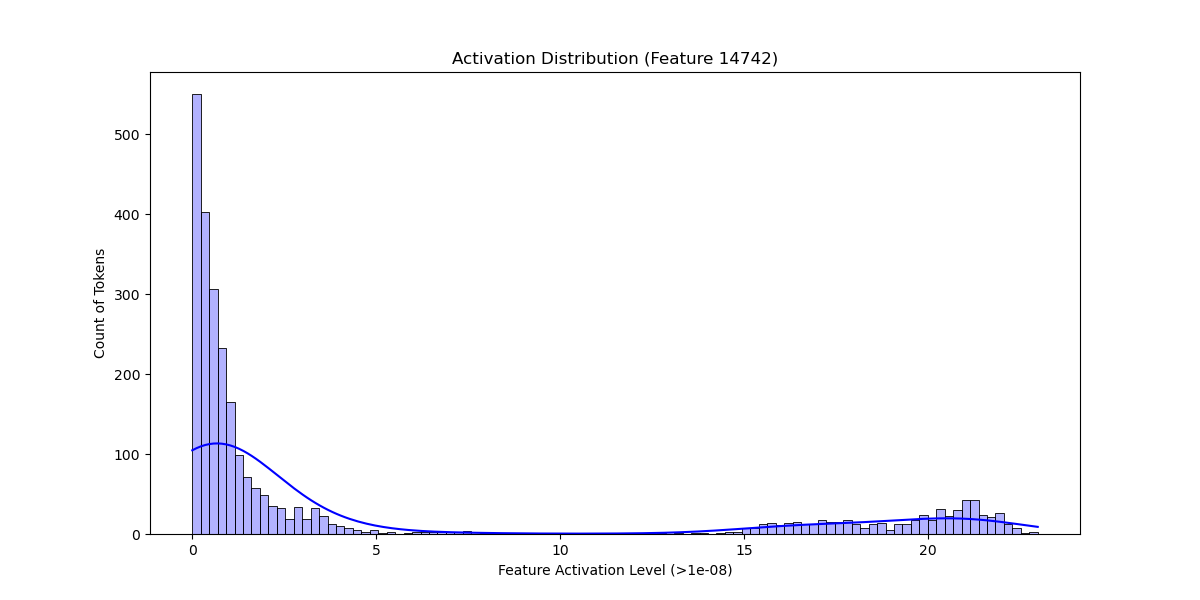 Activation Distribution (Feature 14742)
Count of Tokens
500
400
300
200
100
0
0 5 10 15 20
Feature Activation Level (>1e-08)